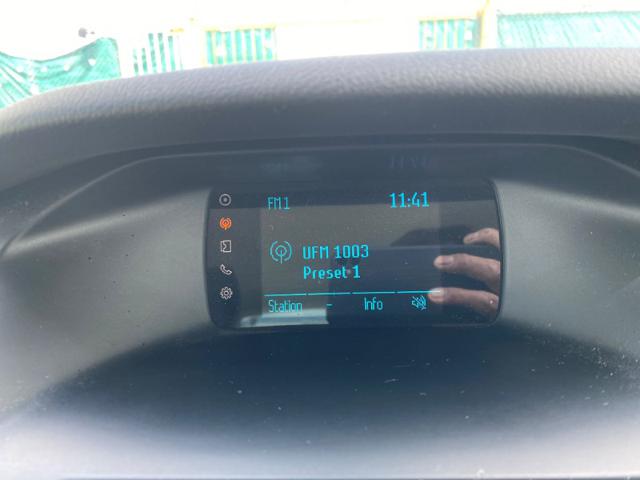 FM1 11:41
UFM 1003
Preset 1
Station - Info